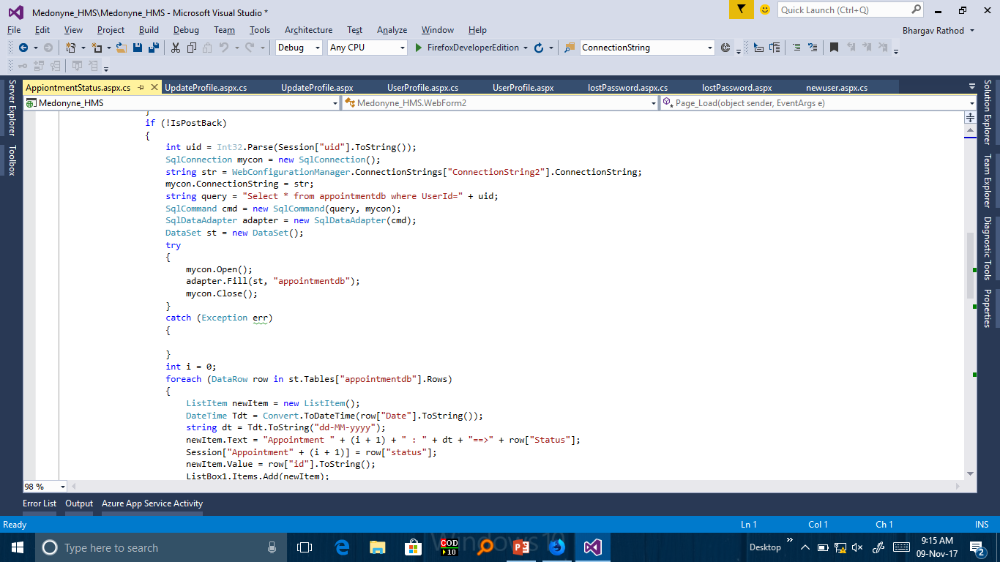 Medonyne_HMS\Medonyne_HMS - Microsoft Visual Studio *
Quick Launch (Ctrl+Q)
File Edit View Project Build Debug Team Tools Architecture Test Analyze Window Help
Bhargav Rathod
Debug Any CPU FirefoxDeveloperEdition ConnectionString
AppiontmentStatus.aspx.cs UpdateProfile.aspx.cs UpdateProfile.aspx UserProfile.aspx.cs UserProfile.aspx lostPassword.aspx.cs lostPassword.aspx newuser.aspx.cs
Medonyne_HMS Medonyne_HMS.WebForm2 Page_Load(object sender, EventArgs e)
Server Explorer
Toolbox
}
if (!IsPostBack)
{
int uid = Int32.Parse(Session["uid"].ToString());
SqlConnection mycon = new SqlConnection();
string str = WebConfigurationManager.ConnectionStrings["ConnectionString2"].ConnectionString;
mycon.ConnectionString = str;
string query = "Select * from appointmentdb where UserId=" + uid;
SqlCommand cmd = new SqlCommand(query, mycon);
SqlDataAdapter adapter = new SqlDataAdapter(cmd);
DataSet st = new DataSet();
try
{
mycon.Open();
adapter.Fill(st, "appointmentdb");
mycon.Close();
}
catch (Exception err)
{
}
int i = 0;
foreach (DataRow row in st.Tables["appointmentdb"].Rows)
{
ListItem newItem = new ListItem();
DateTime Tdt = Convert.ToDateTime(row["Date"].ToString());
string dt = Tdt.ToString("dd-MM-yyyy");
newItem.Text = "Appointment " + (i + 1) + " : " + dt + "==>" + row["Status"];
Session["Appointment" + (i + 1)] = row["status"];
newItem.Value = row["id"].ToString();
ListBox1.Items.Add(newItem);
Solution Explorer
Team Explorer
Diagnostic Tools
Properties
98 %
Error List Output Azure App Service Activity
Ready Ln 1 Col 1 Ch 1 INS
Type here to search
COD
10
Windows 10
Desktop
9:15 AM
09-Nov-17
2